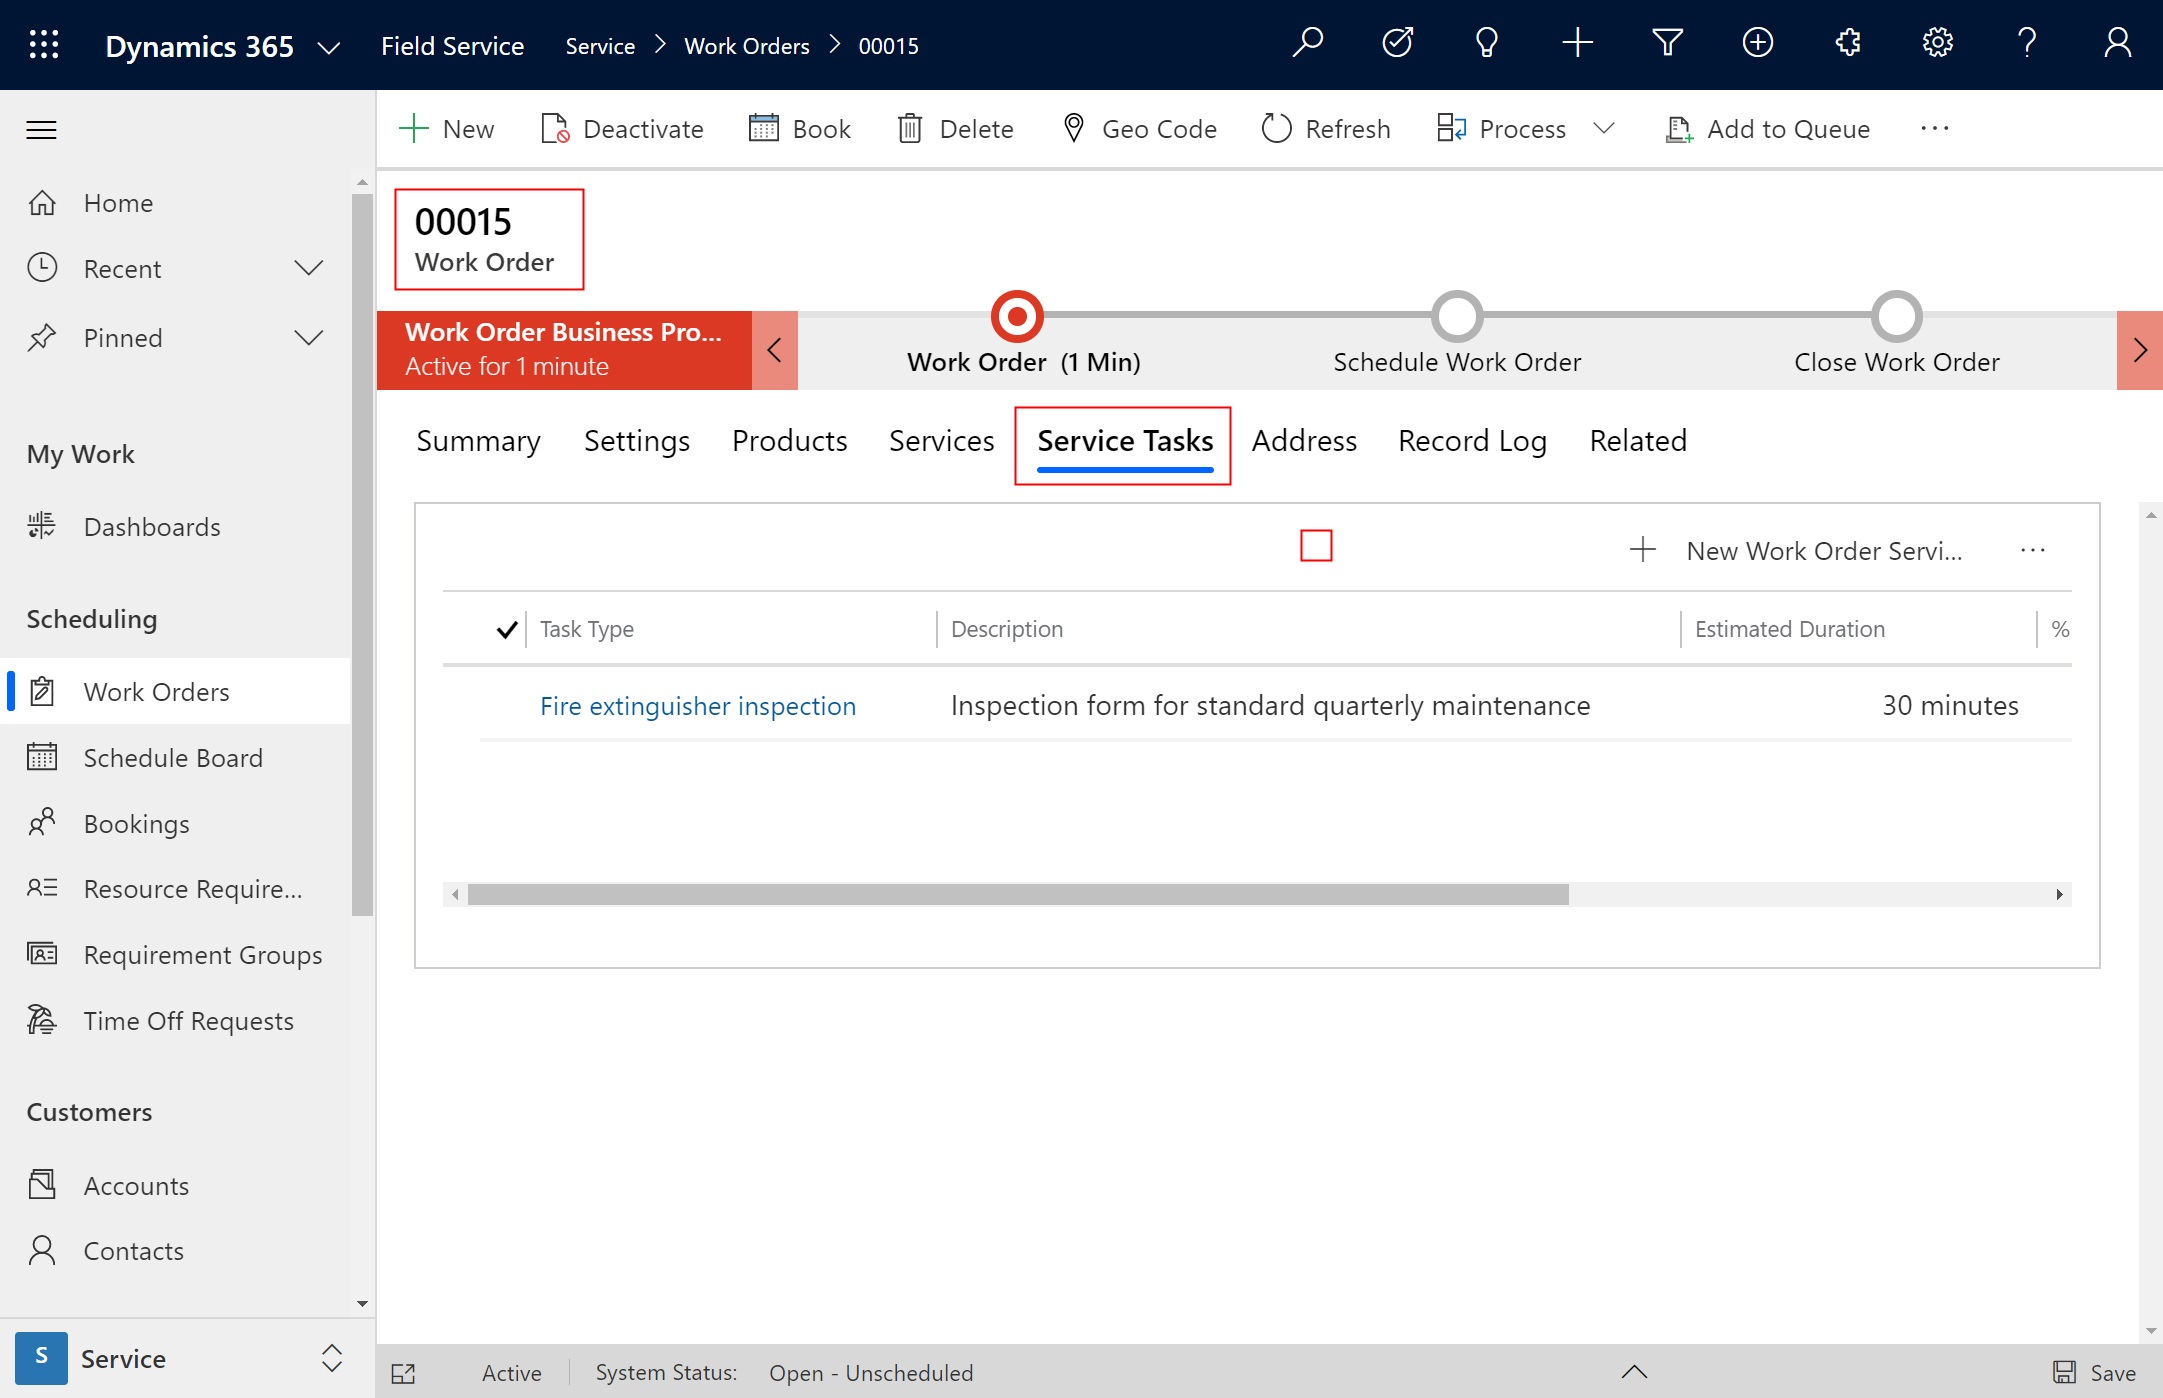 Dynamics 365 Field Service Service Work Orders 00015
New Deactivate Book Delete Geo Code Refresh Process Add to Queue ...
Home
Recent
Pinned
My Work
Dashboards
Scheduling
Work Orders
Schedule Board
Bookings
Resource Require...
Requirement Groups
Time Off Requests
Customers
Accounts
Contacts
S Service
00015
Work Order
Work Order Business Pro...
Active for 1 minute
Work Order (1 Min) Schedule Work Order Close Work Order
Summary Settings Products Services Service Tasks Address Record Log Related
New Work Order Servi... ...
Task Type Description Estimated Duration %
Fire extinguisher inspection Inspection form for standard quarterly maintenance 30 minutes
Active System Status: Open - Unscheduled Save